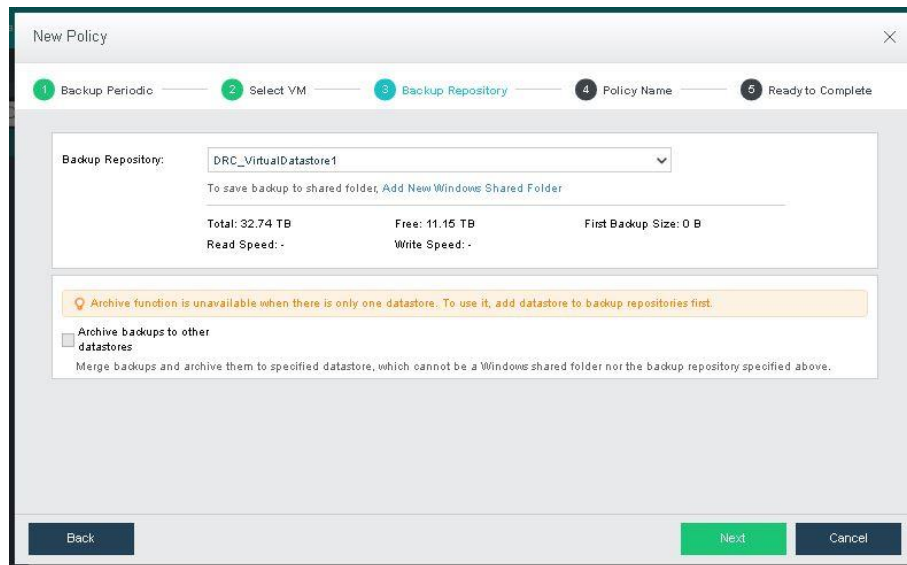 New Policy
1 Backup Periodic 2 Select VM 3 Backup Repository 4 Policy Name 5 Ready to Complete
Backup Repository: DRC_VirtualDatastore1
To save backup to shared folder, Add New Windows Shared Folder
Total: 32.74 TB Free: 11.15 TB First Backup Size: 0 B
Read Speed: - Write Speed: -
Archive function is unavailable when there is only one datastore. To use it, add datastore to backup repositories first.
Archive backups to other
datastores
Merge backups and archive them to specified datastore, which cannot be a Windows shared folder nor the backup repository specified above.
Back Next Cancel